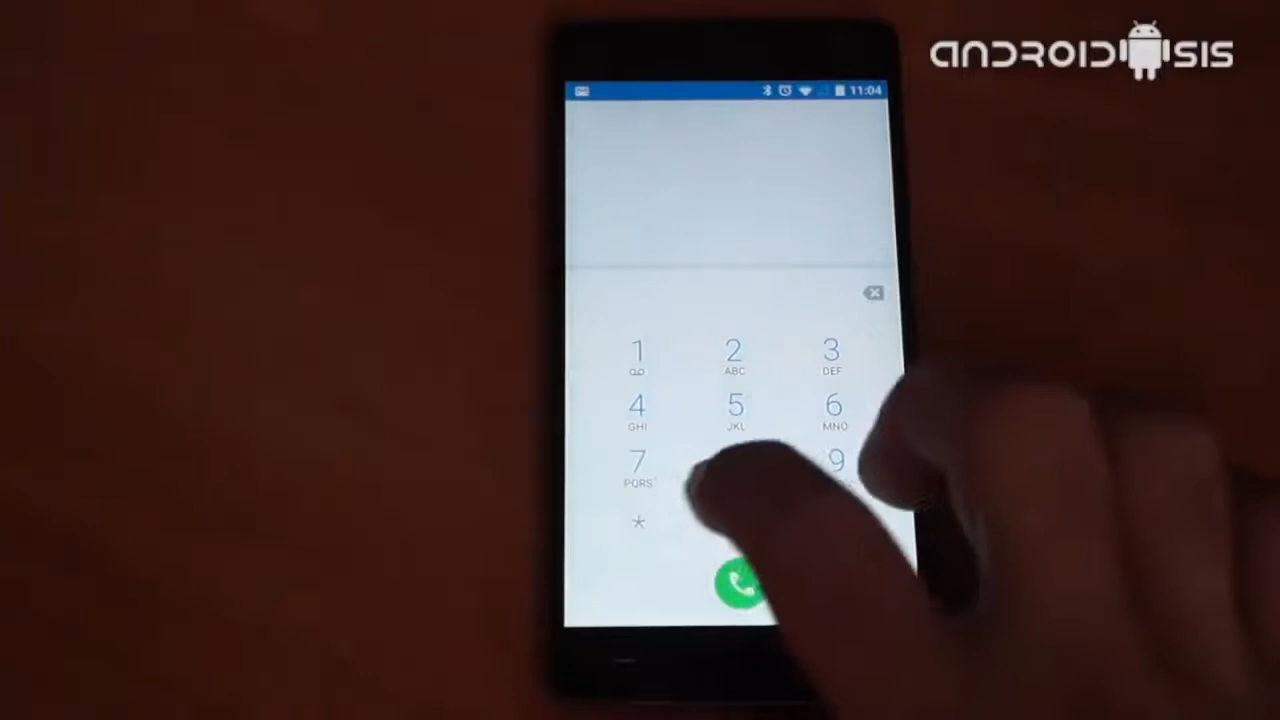 ANDROIDSIS
11:04
1 2 3
ABC DEF
4 5 6
GHI JKL MNO
7 9
PQRS
*